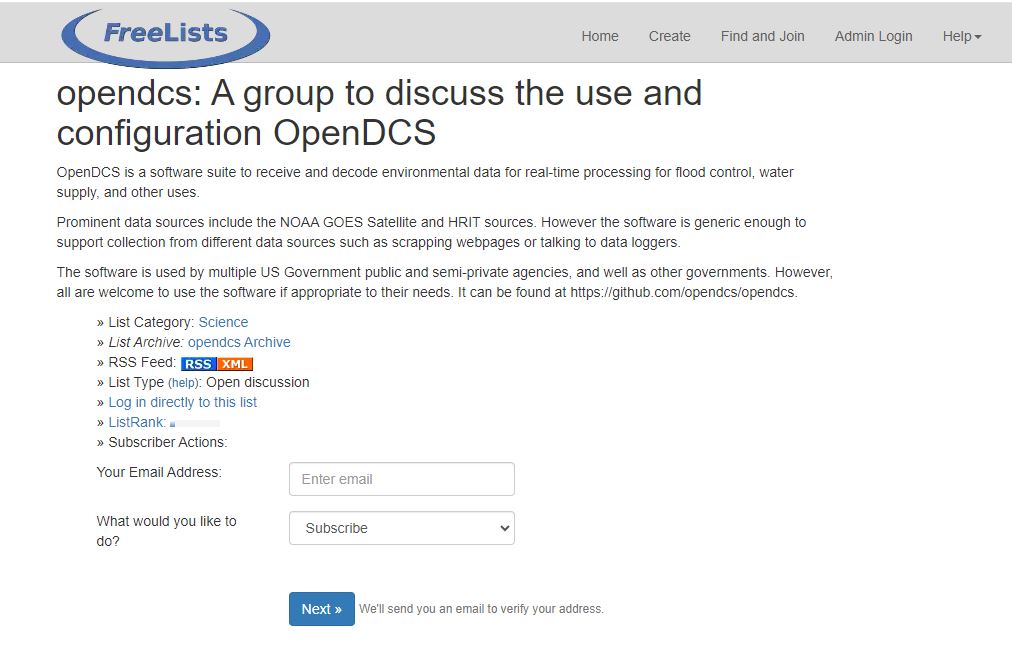 FreeLists
Home Create Find and Join Admin Login Help
opendcs: A group to discuss the use and
configuration OpenDCS
OpenDCS is a software suite to receive and decode environmental data for real-time processing for flood control, water
supply, and other uses.
Prominent data sources include the NOAA GOES Satellite and HRIT sources. However the software is generic enough to
support collection from different data sources such as scrapping webpages or talking to data loggers.
The software is used by multiple US Government public and semi-private agencies, and well as other governments. However,
all are welcome to use the software if appropriate to their needs. It can be found at https://github.com/opendcs/opendcs.
» List Category: Science
» List Archive: opendcs Archive
» RSS Feed: RSS XML
» List Type (help): Open discussion
» Log in directly to this list
» ListRank:
» Subscriber Actions:
Your Email Address:
Enter email
What would you like to
do?
Subscribe
Next » We'll send you an email to verify your address.